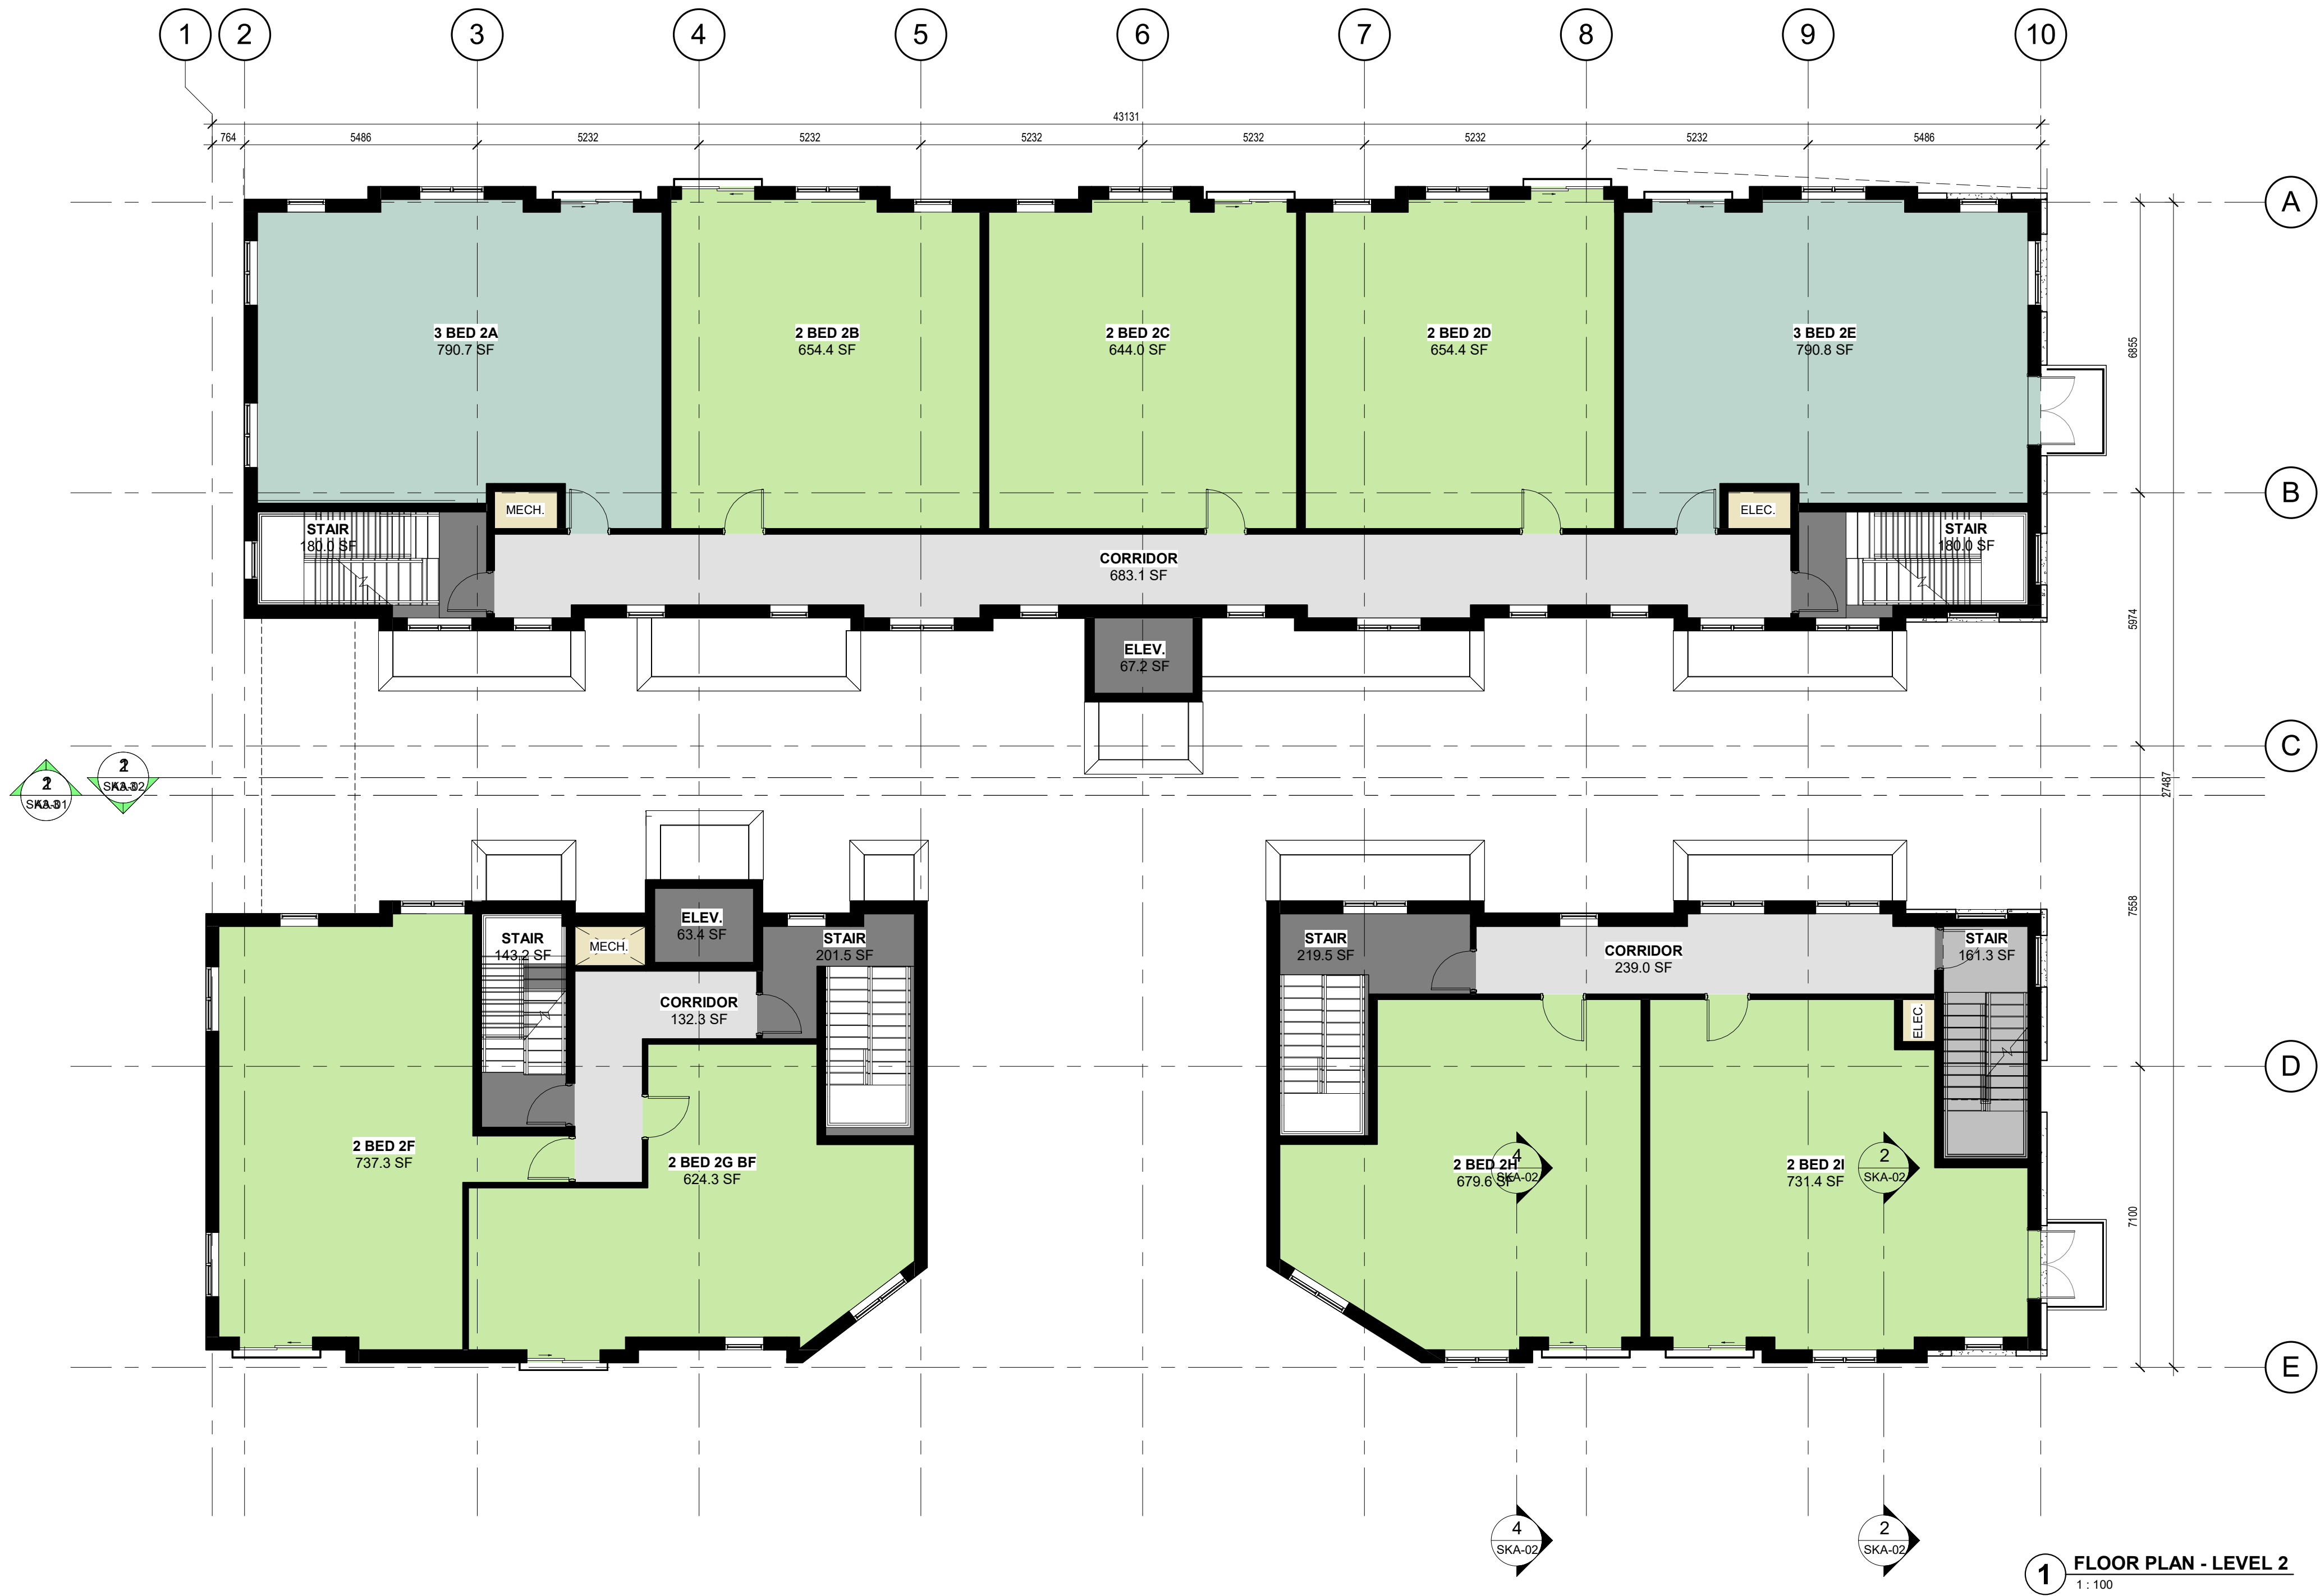 1
2
3
4
5
6
7
8
9
10
43131
764
5486
5232
5232
5232
5232
5232
5232
5486
A
3 BED 2A
790.7 SF
2 BED 2B
654.4 SF
2 BED 2C
644.0 SF
2 BED 2D
654.4 SF
3 BED 2E
790.8 SF
6855
B
MECH.
ELEC.
STAIR
180.0 SF
STAIR
180.0 SF
CORRIDOR
683.1 SF
5974
ELEV.
67.2 SF
C
27487
7558
STAIR
143.2 SF
MECH.
ELEV.
63.4 SF
STAIR
201.5 SF
CORRIDOR
132.3 SF
STAIR
219.5 SF
CORRIDOR
239.0 SF
STAIR
161.3 SF
ELEC.
D
2 BED 2F
737.3 SF
2 BED 2G BF
624.3 SF
2 BED 2H
679.6 SF
4
SKA-02
2 BED 2I
731.4 SF
2
SKA-02
7100
E
4
SKA-02
2
SKA-02
1
FLOOR PLAN - LEVEL 2
1 : 100